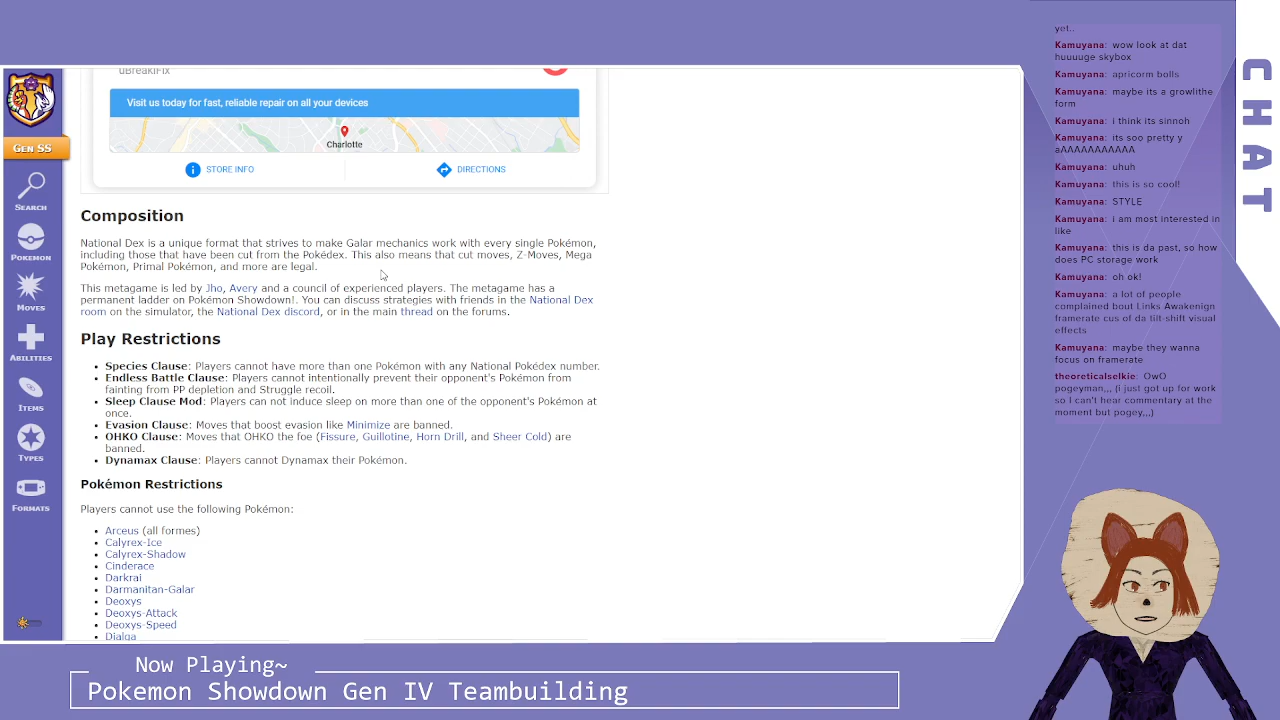 uBreakiFix
Visit us today for fast, reliable repair on all your devices
Charlotte
STORE INFO
DIRECTIONS
GEN SS
SEARCH
POKEMON
MOVES
ABILITIES
ITEMS
TYPES
FORMATS
Composition
National Dex is a unique format that strives to make Galar mechanics work with every single Pokémon,
including those that have been cut from the Pokédex. This also means that cut moves, Z-Moves, Mega
Pokémon, Primal Pokémon, and more are legal.
This metagame is led by Jho, Avery and a council of experienced players. The metagame has a
permanent ladder on Pokémon Showdown!. You can discuss strategies with friends in the National Dex
room on the simulator, the National Dex discord, or in the main thread on the forums.
Play Restrictions
• Species Clause: Players cannot have more than one Pokémon with any National Pokédex number.
• Endless Battle Clause: Players cannot intentionally prevent their opponent's Pokémon from
fainting from PP depletion and Struggle recoil.
• Sleep Clause Mod: Players can not induce sleep on more than one of the opponent's Pokémon at
once.
• Evasion Clause: Moves that boost evasion like Minimize are banned.
• OHKO Clause: Moves that OHKO the foe (Fissure, Guillotine, Horn Drill, and Sheer Cold) are
banned.
• Dynamax Clause: Players cannot Dynamax their Pokémon.
Pokémon Restrictions
Players cannot use the following Pokémon:
• Arceus (all formes)
• Calyrex-Ice
• Calyrex-Shadow
• Cinderace
• Darkrai
• Darmanitan-Galar
• Deoxys
• Deoxys-Attack
• Deoxys-Speed
• Dialga
yet..
Kamuyana: wow look at dat
huuuuge skybox
Kamuyana: apricorm bolls
Kamuyana: maybe its a growlithe
form
Kamuyana: i think its sinnoh
Kamuyana: its soo pretty y
aAAAAAAAAAAA
Kamuyana: uhuh
Kamuyana: this is so cool!
Kamuyana: STYLE
Kamuyana: i am most interested in
like
Kamuyana: this is da past, so how
does PC storage work
Kamuyana: oh ok!
Kamuyana: a lot of people
complained bout Links Awakenign
framerate cus of da tilt-shift visual
effects
Kamuyana: maybe they wanna
focus on framerate
theoreticalselkie: OwO
pogeyman,,, (i just got up for work
so I can't hear commentary at the
moment but pogey,,,)
CHAT
Now Playing~
Pokemon Showdown Gen IV Teambuilding